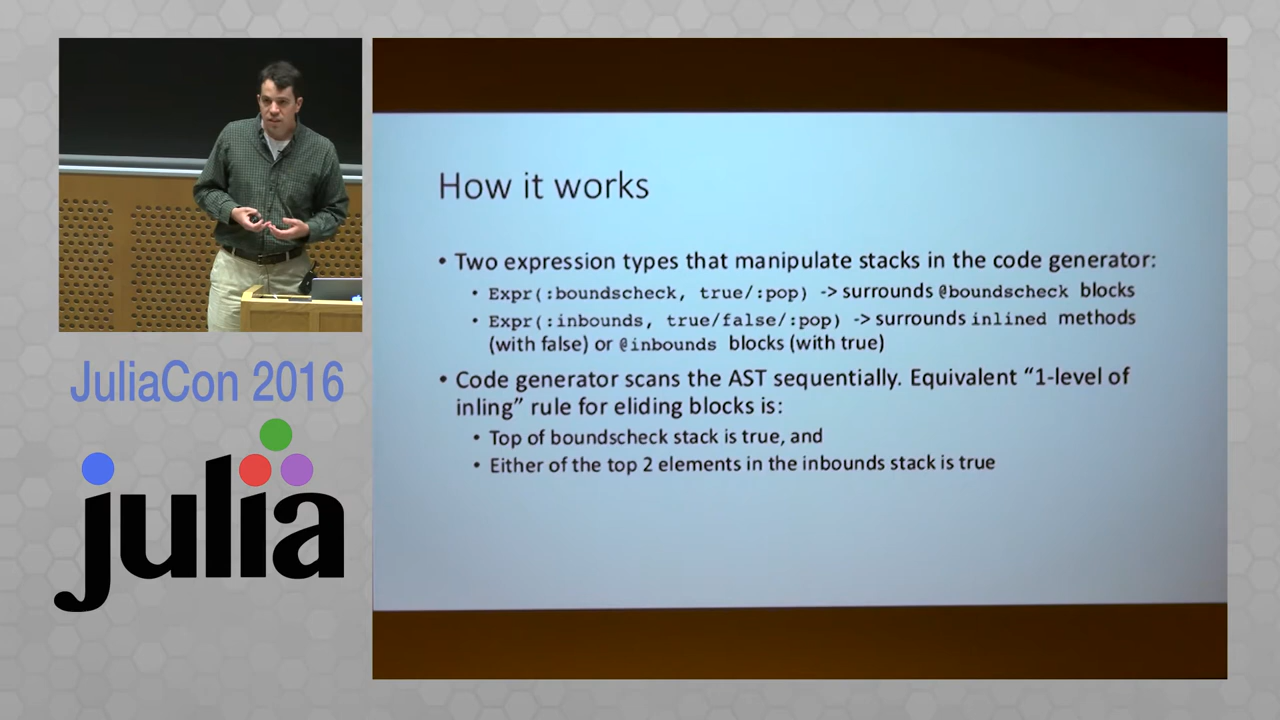 How it works
• Two expression types that manipulate stacks in the code generator:
• Expr(:boundscheck, true/:pop) -> surrounds @boundscheck blocks
• Expr(:inbounds, true/false/:pop) -> surrounds inlined methods
(with false) or @inbounds blocks (with true)
• Code generator scans the AST sequentially. Equivalent “1-level of
inling” rule for eliding blocks is:
• Top of boundscheck stack is true, and
• Either of the top 2 elements in the inbounds stack is true
JuliaCon 2016
julia